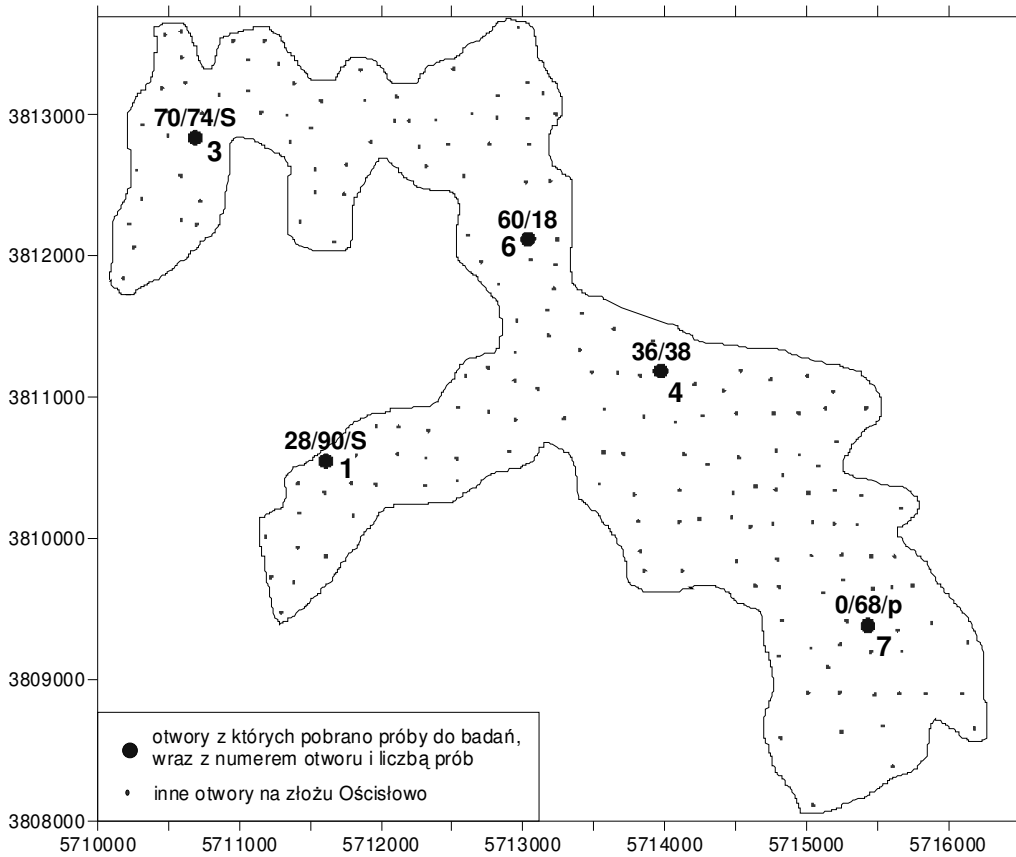 3813000
70/74/S
3
60/18
6
3812000
36/38
4
3811000
28/90/S
1
3810000
0/68/p
7
3809000
otwory z których pobrano próby do badań,
wraz z numerem otworu i liczbą prób
inne otwory na złożu Ościsłowo
3808000
5710000 5711000 5712000 5713000 5714000 5715000 5716000